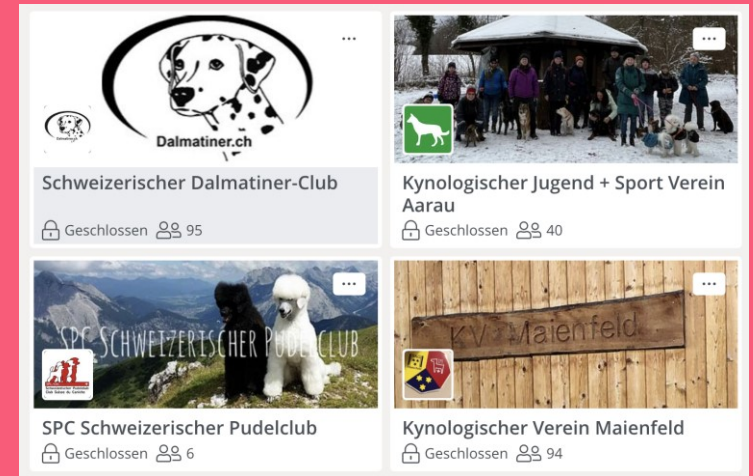 Dalmatiner.ch
Schweizerischer Dalmatiner-Club
Geschlossen 95
Kynologischer Jugend + Sport Verein
Aarau
Geschlossen 40
SPC Schweizerischer Pudelclub
SPC Schweizerischer Pudelclub
Geschlossen 6
KV Maienfeld
Kynologischer Verein Maienfeld
Geschlossen 94